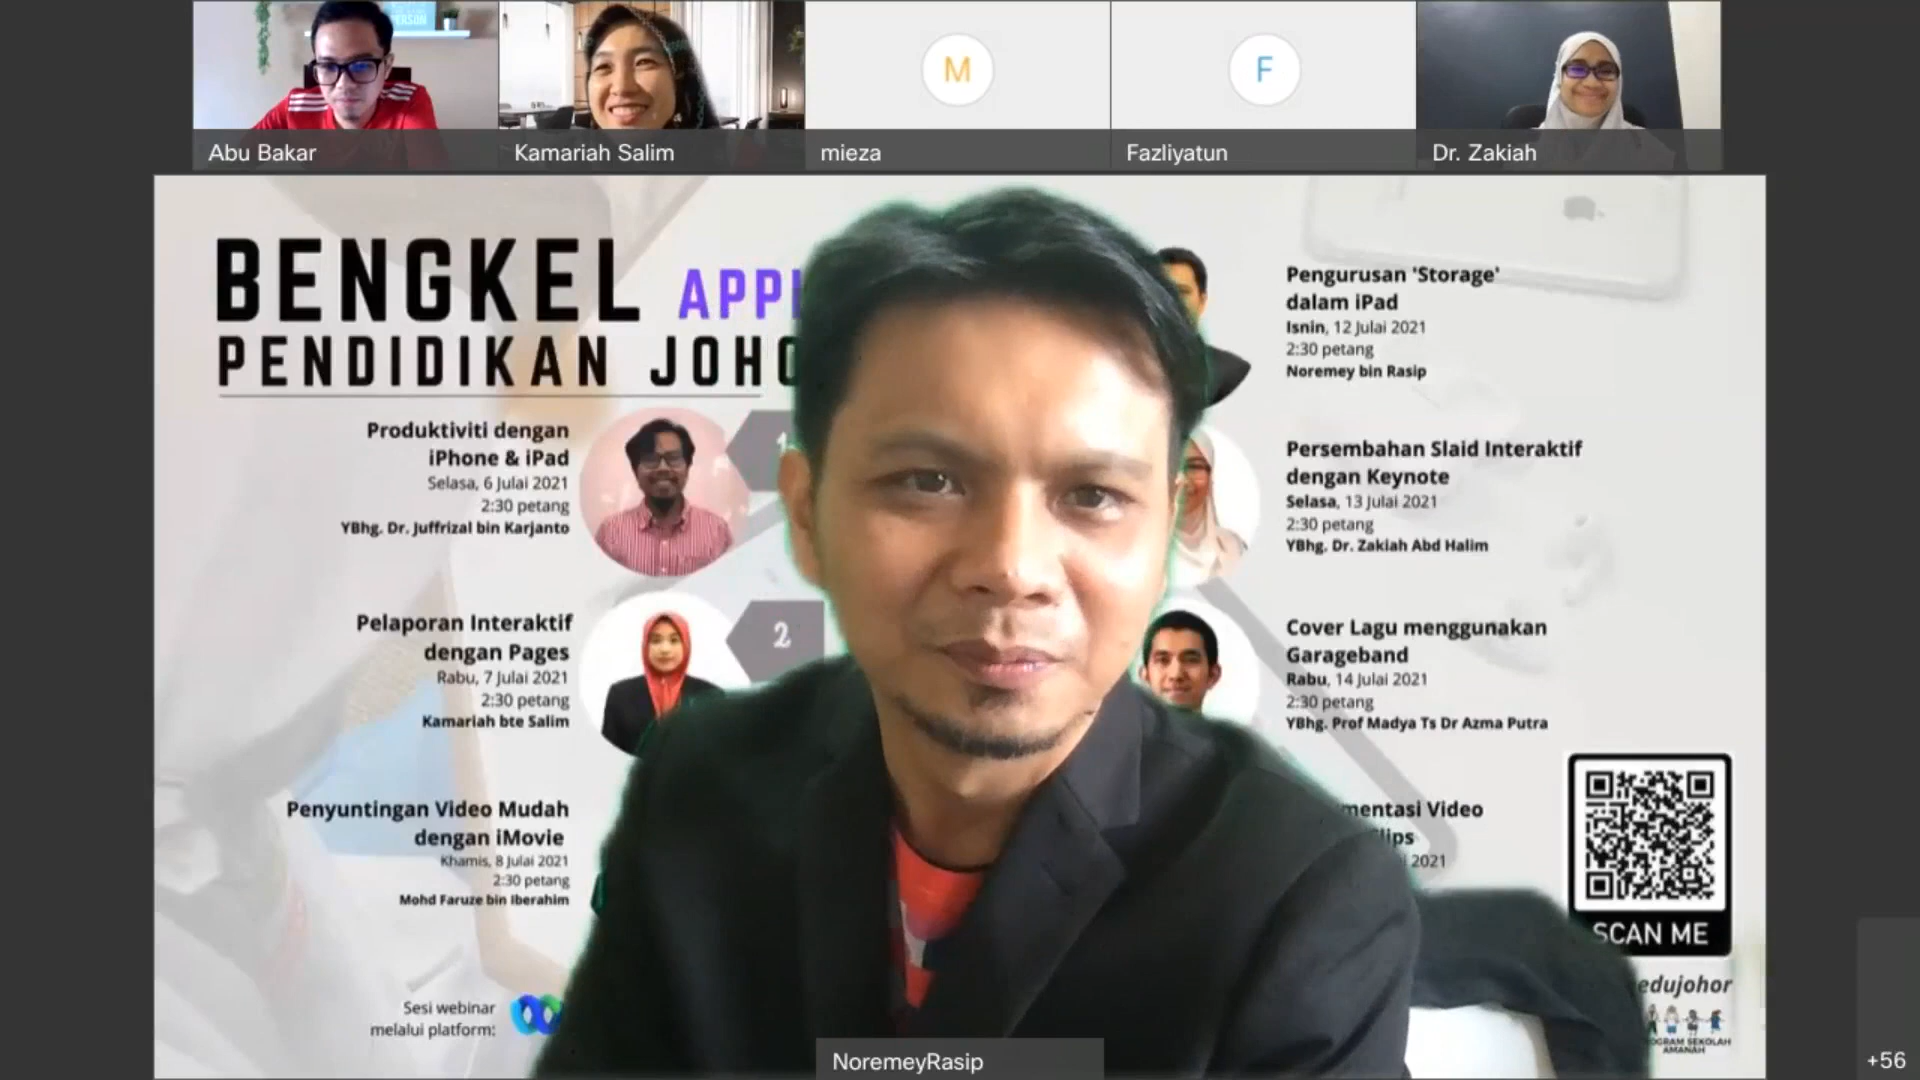 PERSON
Abu Bakar
Kamariah Salim
M
mieza
F
Fazliyatun
Dr. Zakiah
BENGKEL
PENDIDIKAN
Produktiviti dengan
iPhone & iPad
Selasa, 6 Julai 2021
2:30 petang
YBhg. Dr. Juffrizal bin Karjanto
1
Pelaporan Interaktif
dengan Pages
Rabu, 7 Julai 2021
2:30 petang
Kamariah bte Salim
2
Penyuntingan Video Mudah
dengan iMovie
Khamis, 8 Julai 2021
2:30 petang
Mohd Faruze bin Iberahim
Sesi webinar
melalui platform:
Pengurusan 'Storage'
dalam iPad
Isnin, 12 Julai 2021
2:30 petang
Noremey bin Rasip
Persembahan Slaid Interaktif
dengan Keynote
Selasa, 13 Julai 2021
2:30 petang
YBhg. Dr. Zakiah Abd Halim
Cover Lagu menggunakan
Garageband
Rabu, 14 Julai 2021
2:30 petang
YBhg. Prof Madya Ts Dr Azma Putra
Video
2021
SCAN ME
edujohor
SEKOLAH
AMANAH
NoremeyRasip
+56